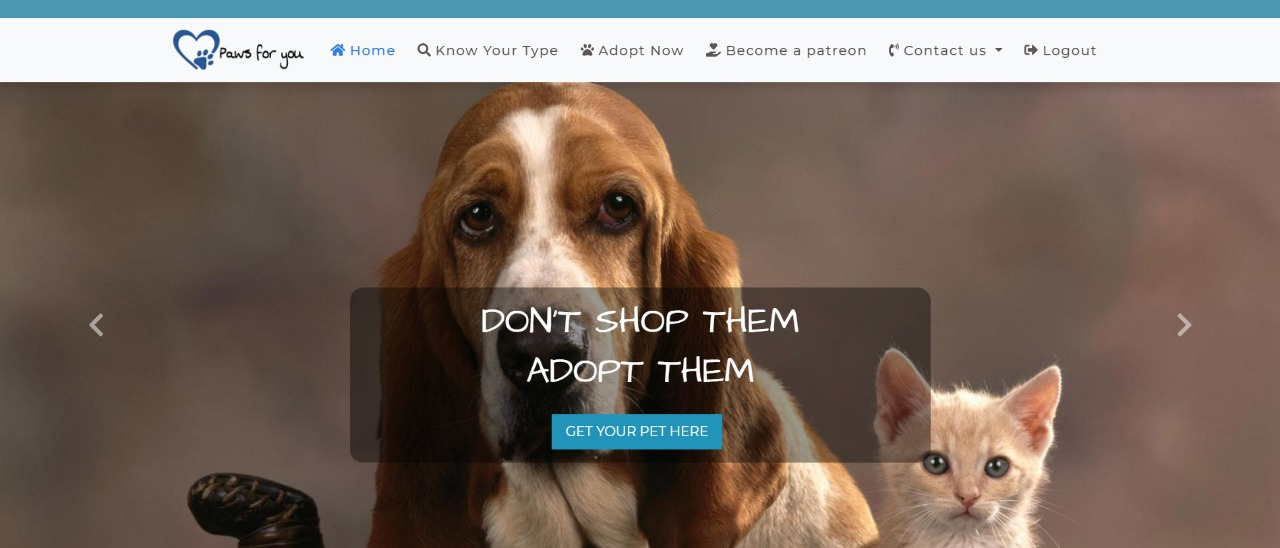 Paws for you
Home Know Your Type Adopt Now Become a patreon Contact us Logout
DON'T SHOP THEM
ADOPT THEM
GET YOUR PET HERE